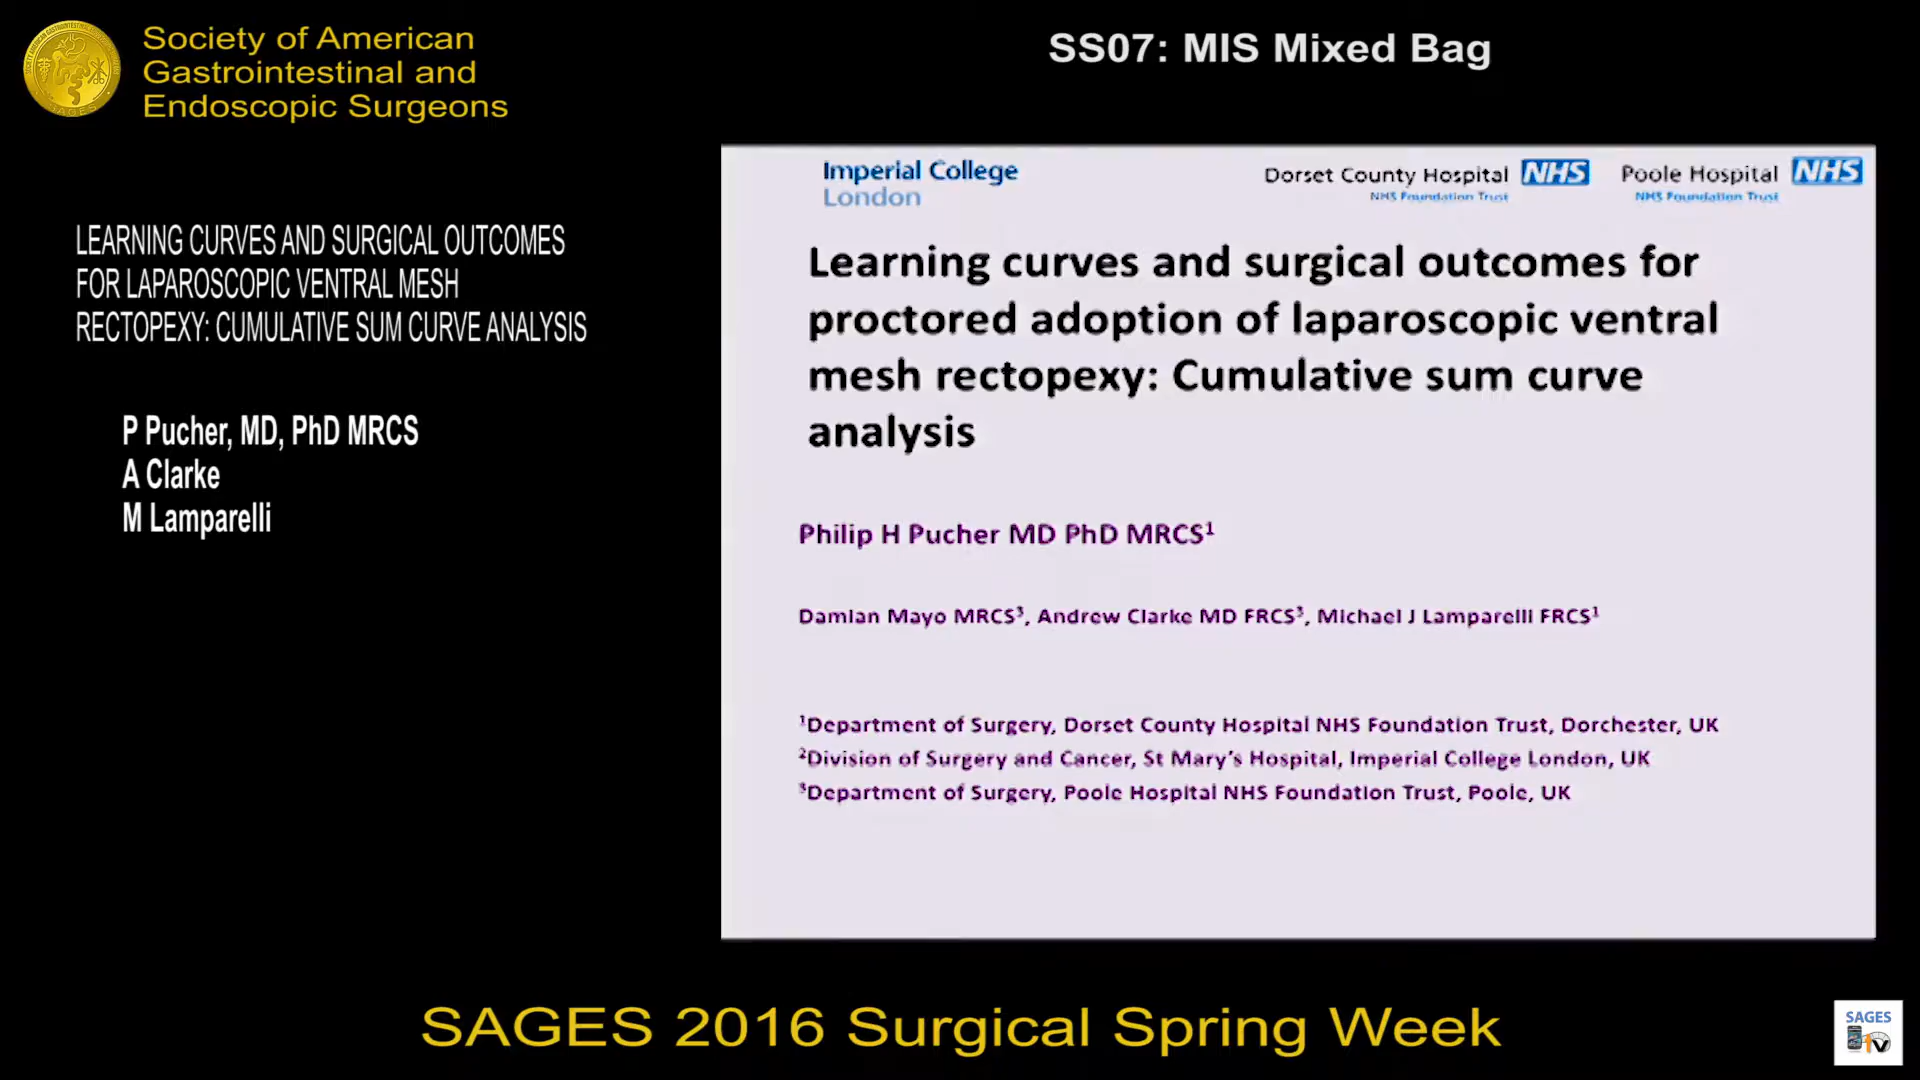 Society of American
Gastrointestinal and
Endoscopic Surgeons
SS07: MIS Mixed Bag
LEARNING CURVES AND SURGICAL OUTCOMES
FOR LAPAROSCOPIC VENTRAL MESH
RECTOPEXY: CUMULATIVE SUM CURVE ANALYSIS
P Pucher, MD, PhD MRCS
A Clarke
M Lamparelli
Imperial College
London
Dorset County Hospital NHS
NHS Foundation Trust
Poole Hospital NHS
NHS Foundation Trust
Learning curves and surgical outcomes for
proctored adoption of laparoscopic ventral
mesh rectopexy: Cumulative sum curve
analysis
Philip H Pucher MD PhD MRCS¹
Damian Mayo MRCS³, Andrew Clarke MD FRCS³, Michael J Lamparelli FRCS¹
¹Department of Surgery, Dorset County Hospital NHS Foundation Trust, Dorchester, UK
²Division of Surgery and Cancer, St Mary's Hospital, Imperial College London, UK
³Department of Surgery, Poole Hospital NHS Foundation Trust, Poole, UK
SAGES 2016 Surgical Spring Week
SAGES
TV